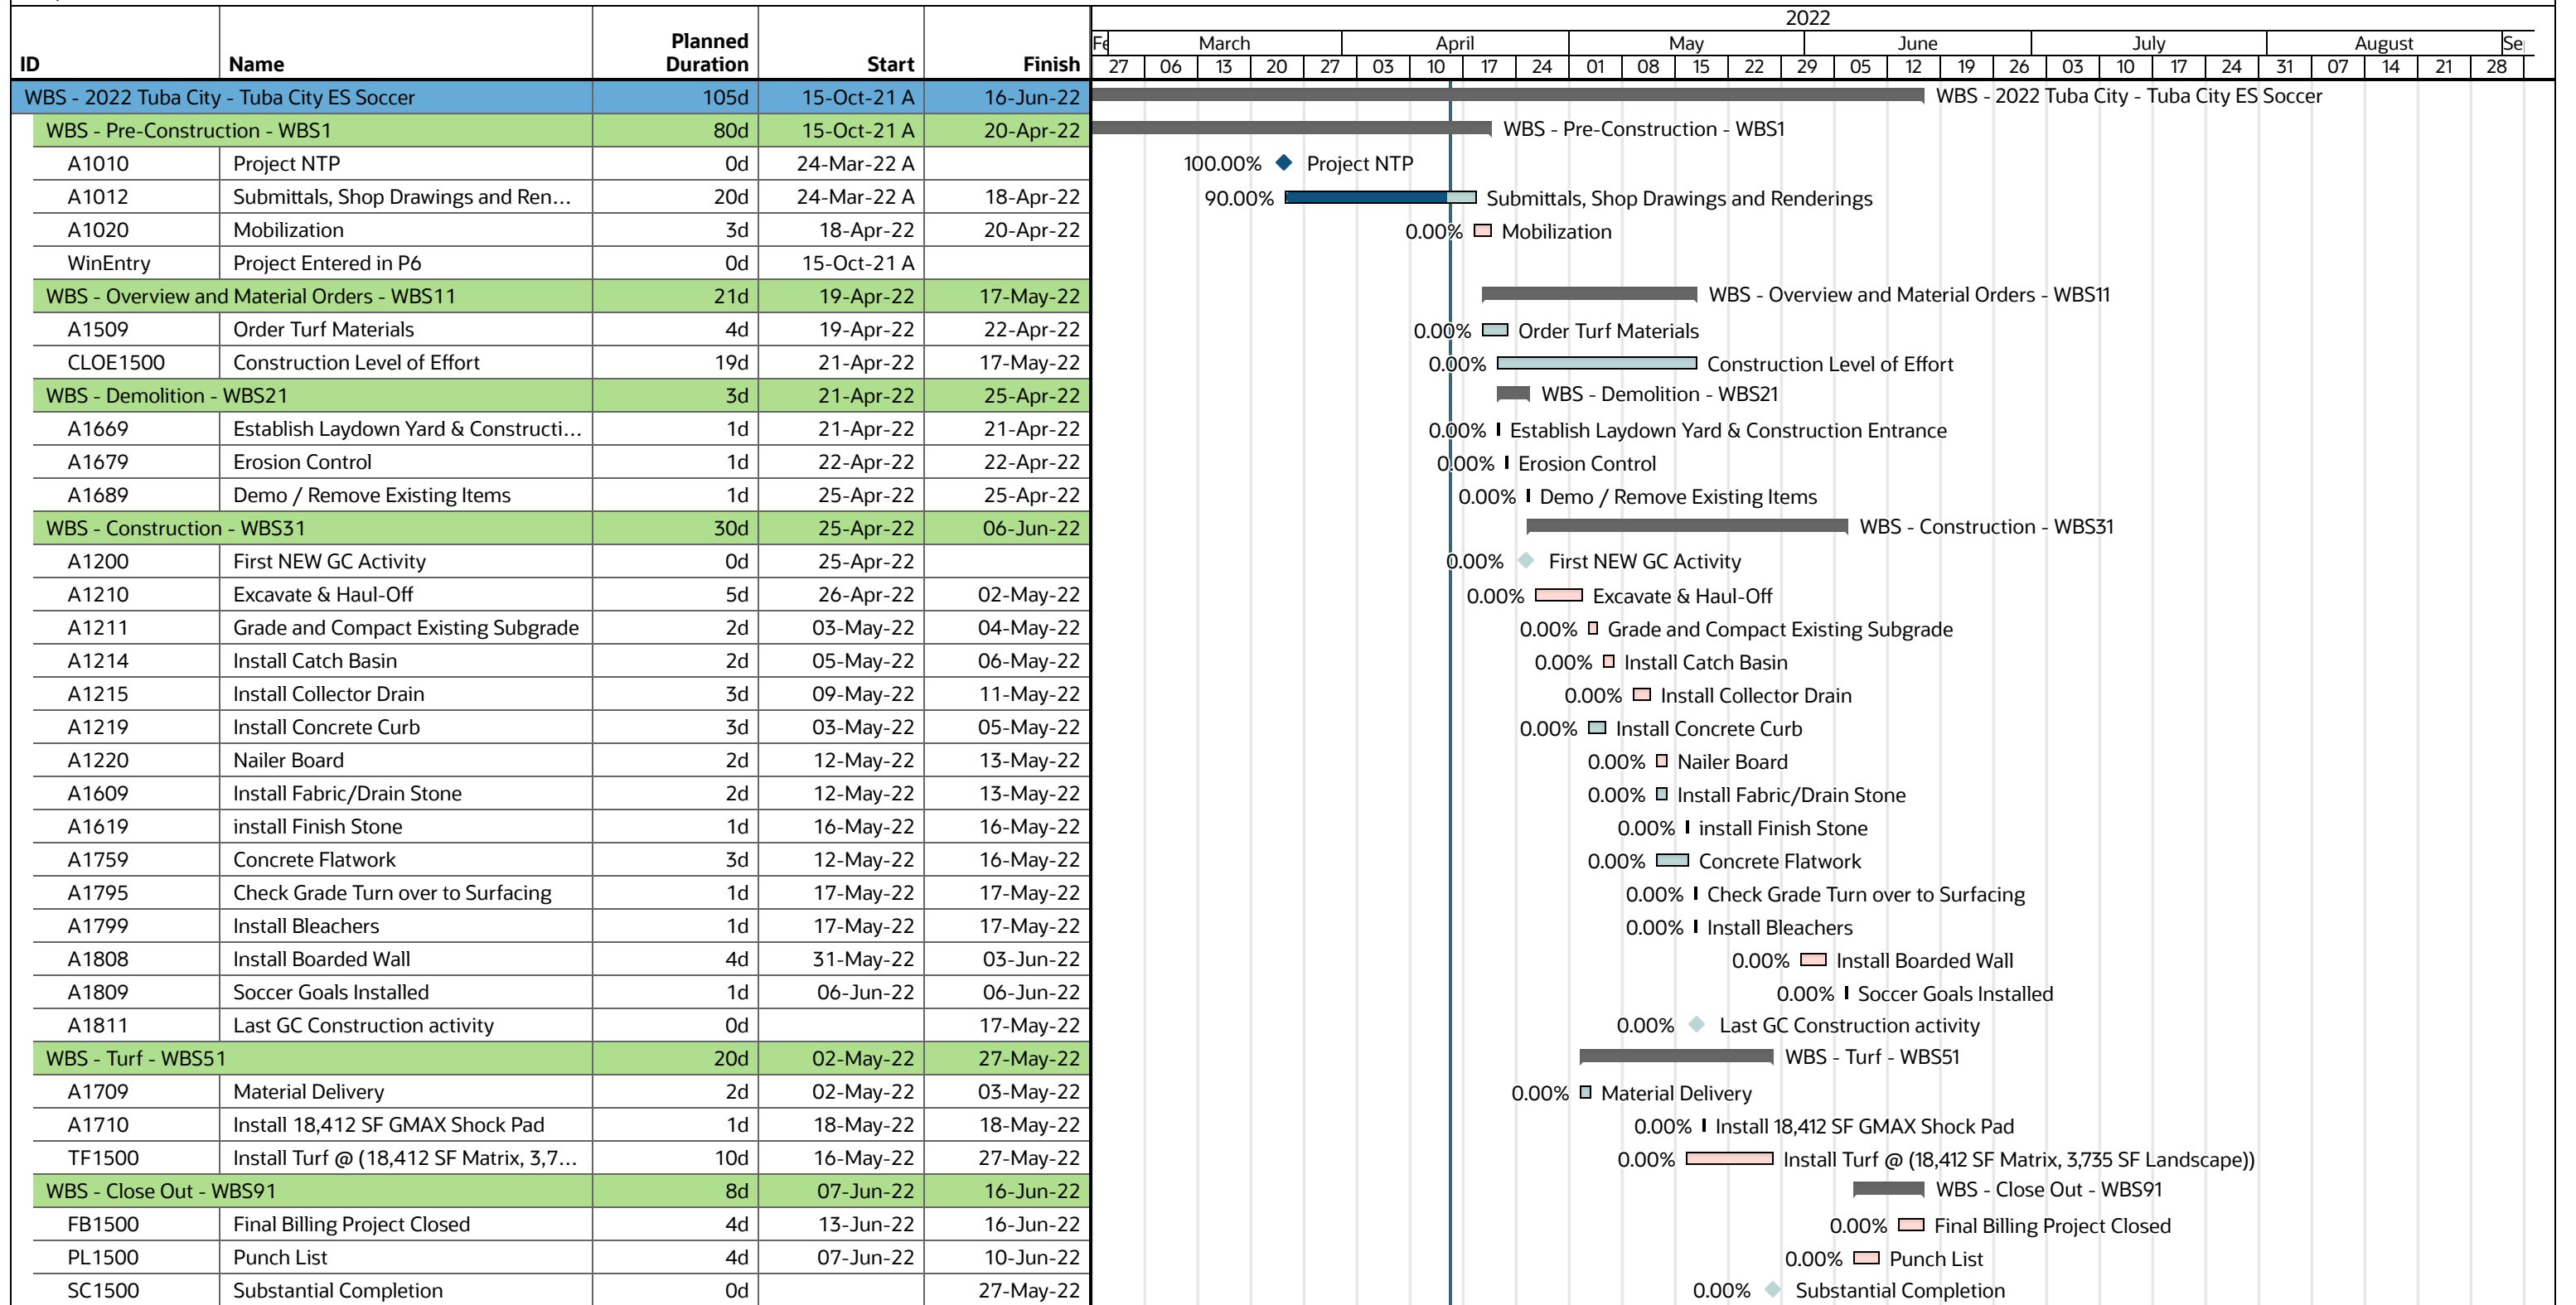 2022
Fe March April May June July August Se
ID Name Planned Duration Start Finish 27 06 13 20 27 03 10 17 24 01 08 15 22 29 05 12 19 26 03 10 17 24 31 07 14 21 28
WBS - 2022 Tuba City - Tuba City ES Soccer 105d 15-Oct-21 A 16-Jun-22 WBS - 2022 Tuba City - Tuba City ES Soccer
WBS - Pre-Construction - WBS1 80d 15-Oct-21 A 20-Apr-22 WBS - Pre-Construction - WBS1
A1010 Project NTP 0d 24-Mar-22 A 100.00% Project NTP
A1012 Submittals, Shop Drawings and Ren... 20d 24-Mar-22 A 18-Apr-22 90.00% Submittals, Shop Drawings and Renderings
A1020 Mobilization 3d 18-Apr-22 20-Apr-22 0.00% Mobilization
WinEntry Project Entered in P6 0d 15-Oct-21 A
WBS - Overview and Material Orders - WBS11 21d 19-Apr-22 17-May-22 WBS - Overview and Material Orders - WBS11
A1509 Order Turf Materials 4d 19-Apr-22 22-Apr-22 0.00% Order Turf Materials
CLOE1500 Construction Level of Effort 19d 21-Apr-22 17-May-22 0.00% Construction Level of Effort
WBS - Demolition - WBS21 3d 21-Apr-22 25-Apr-22 WBS - Demolition - WBS21
A1669 Establish Laydown Yard & Constructi... 1d 21-Apr-22 21-Apr-22 0.00% Establish Laydown Yard & Construction Entrance
A1679 Erosion Control 1d 22-Apr-22 22-Apr-22 0.00% Erosion Control
A1689 Demo / Remove Existing Items 1d 25-Apr-22 25-Apr-22 0.00% Demo / Remove Existing Items
WBS - Construction - WBS31 30d 25-Apr-22 06-Jun-22 WBS - Construction - WBS31
A1200 First NEW GC Activity 0d 25-Apr-22 0.00% First NEW GC Activity
A1210 Excavate & Haul-Off 5d 26-Apr-22 02-May-22 0.00% Excavate & Haul-Off
A1211 Grade and Compact Existing Subgrade 2d 03-May-22 04-May-22 0.00% Grade and Compact Existing Subgrade
A1214 Install Catch Basin 2d 05-May-22 06-May-22 0.00% Install Catch Basin
A1215 Install Collector Drain 3d 09-May-22 11-May-22 0.00% Install Collector Drain
A1219 Install Concrete Curb 3d 03-May-22 05-May-22 0.00% Install Concrete Curb
A1220 Nailer Board 2d 12-May-22 13-May-22 0.00% Nailer Board
A1609 Install Fabric/Drain Stone 2d 12-May-22 13-May-22 0.00% Install Fabric/Drain Stone
A1619 install Finish Stone 1d 16-May-22 16-May-22 0.00% install Finish Stone
A1759 Concrete Flatwork 3d 12-May-22 16-May-22 0.00% Concrete Flatwork
A1795 Check Grade Turn over to Surfacing 1d 17-May-22 17-May-22 0.00% Check Grade Turn over to Surfacing
A1799 Install Bleachers 1d 17-May-22 17-May-22 0.00% Install Bleachers
A1808 Install Boarded Wall 4d 31-May-22 03-Jun-22 0.00% Install Boarded Wall
A1809 Soccer Goals Installed 1d 06-Jun-22 06-Jun-22 0.00% Soccer Goals Installed
A1811 Last GC Construction activity 0d 17-May-22 0.00% Last GC Construction activity
WBS - Turf - WBS51 20d 02-May-22 27-May-22 WBS - Turf - WBS51
A1709 Material Delivery 2d 02-May-22 03-May-22 0.00% Material Delivery
A1710 Install 18,412 SF GMAX Shock Pad 1d 18-May-22 18-May-22 0.00% Install 18,412 SF GMAX Shock Pad
TF1500 Install Turf @ (18,412 SF Matrix, 3,7... 10d 16-May-22 27-May-22 0.00% Install Turf @ (18,412 SF Matrix, 3,735 SF Landscape))
WBS - Close Out - WBS91 8d 07-Jun-22 16-Jun-22 WBS - Close Out - WBS91
FB1500 Final Billing Project Closed 4d 13-Jun-22 16-Jun-22 0.00% Final Billing Project Closed
PL1500 Punch List 4d 07-Jun-22 10-Jun-22 0.00% Punch List
SC1500 Substantial Completion 0d 27-May-22 0.00% Substantial Completion